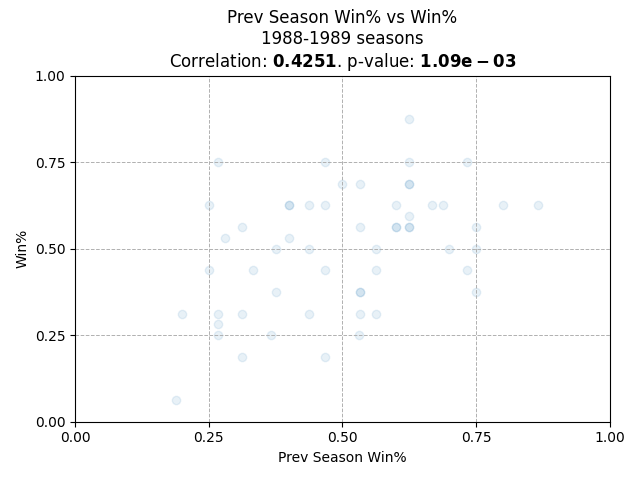 Prev Season Win% vs Win%
1988-1989 seasons
Correlation: 0.4251. p-value: 1.09e − 03
1.00
0.75
0.50
0.25
0.00
Win%
0.00 0.25 0.50 0.75 1.00
Prev Season Win%